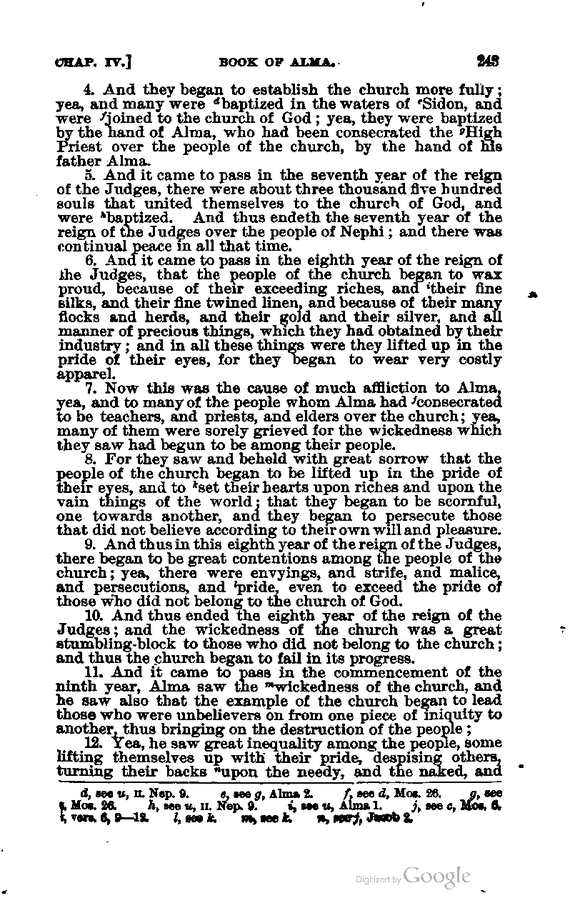 CHAP. IV.] BOOK OF ALMA. 243
4. And they began to establish the church more fully;
yea, and many were ᵈbaptized in the waters of ᵉSidon, and
were ᶠjoined to the church of God; yea, they were baptized
by the hand of Alma, who had been consecrated the ᵍHigh
Priest over the people of the church, by the hand of his
father Alma.
5. And it came to pass in the seventh year of the reign
of the Judges, there were about three thousand five hundred
souls that united themselves to the church of God, and
were ʰbaptized. And thus endeth the seventh year of the
reign of the Judges over the people of Nephi; and there was
continual peace in all that time.
6. And it came to pass in the eighth year of the reign of
the Judges, that the people of the church began to wax
proud, because of their exceeding riches, and ⁱtheir fine
silks, and their fine twined linen, and because of their many
flocks and herds, and their gold and their silver, and all
manner of precious things, which they had obtained by their
industry; and in all these things were they lifted up in the
pride of their eyes, for they began to wear very costly
apparel.
7. Now this was the cause of much affliction to Alma,
yea, and to many of the people whom Alma had ʲconsecrated
to be teachers, and priests, and elders over the church; yea,
many of them were sorely grieved for the wickedness which
they saw had begun to be among their people.
8. For they saw and beheld with great sorrow that the
people of the church began to be lifted up in the pride of
their eyes, and to ᵏset their hearts upon riches and upon the
vain things of the world; that they began to be scornful,
one towards another, and they began to persecute those
that did not believe according to their own will and pleasure.
9. And thus in this eighth year of the reign of the Judges,
there began to be great contentions among the people of the
church; yea, there were envyings, and strife, and malice,
and persecutions, and ˡpride, even to exceed the pride of
those who did not belong to the church of God.
10. And thus ended the eighth year of the reign of the
Judges; and the wickedness of the church was a great
stumbling-block to those who did not belong to the church;
and thus the church began to fail in its progress.
11. And it came to pass in the commencement of the
ninth year, Alma saw the ᵐwickedness of the church, and
he saw also that the example of the church began to lead
those who were unbelievers on from one piece of iniquity to
another, thus bringing on the destruction of the people;
12. Yea, he saw great inequality among the people, some
lifting themselves up with their pride, despising others,
turning their backs ⁿupon the needy, and the naked, and
d, see u, II. Nep. 9. e, see g, Alma 2. f, see d, Mos. 26. g, see
Mos. 26. h, see u, II. Nep. 9. i, see u, Alma 1. j, see c, Mos. 6.
vers. 6, 9—12. l, see k. m, see k. n, see j, Jacob 2.
Digitized by Google